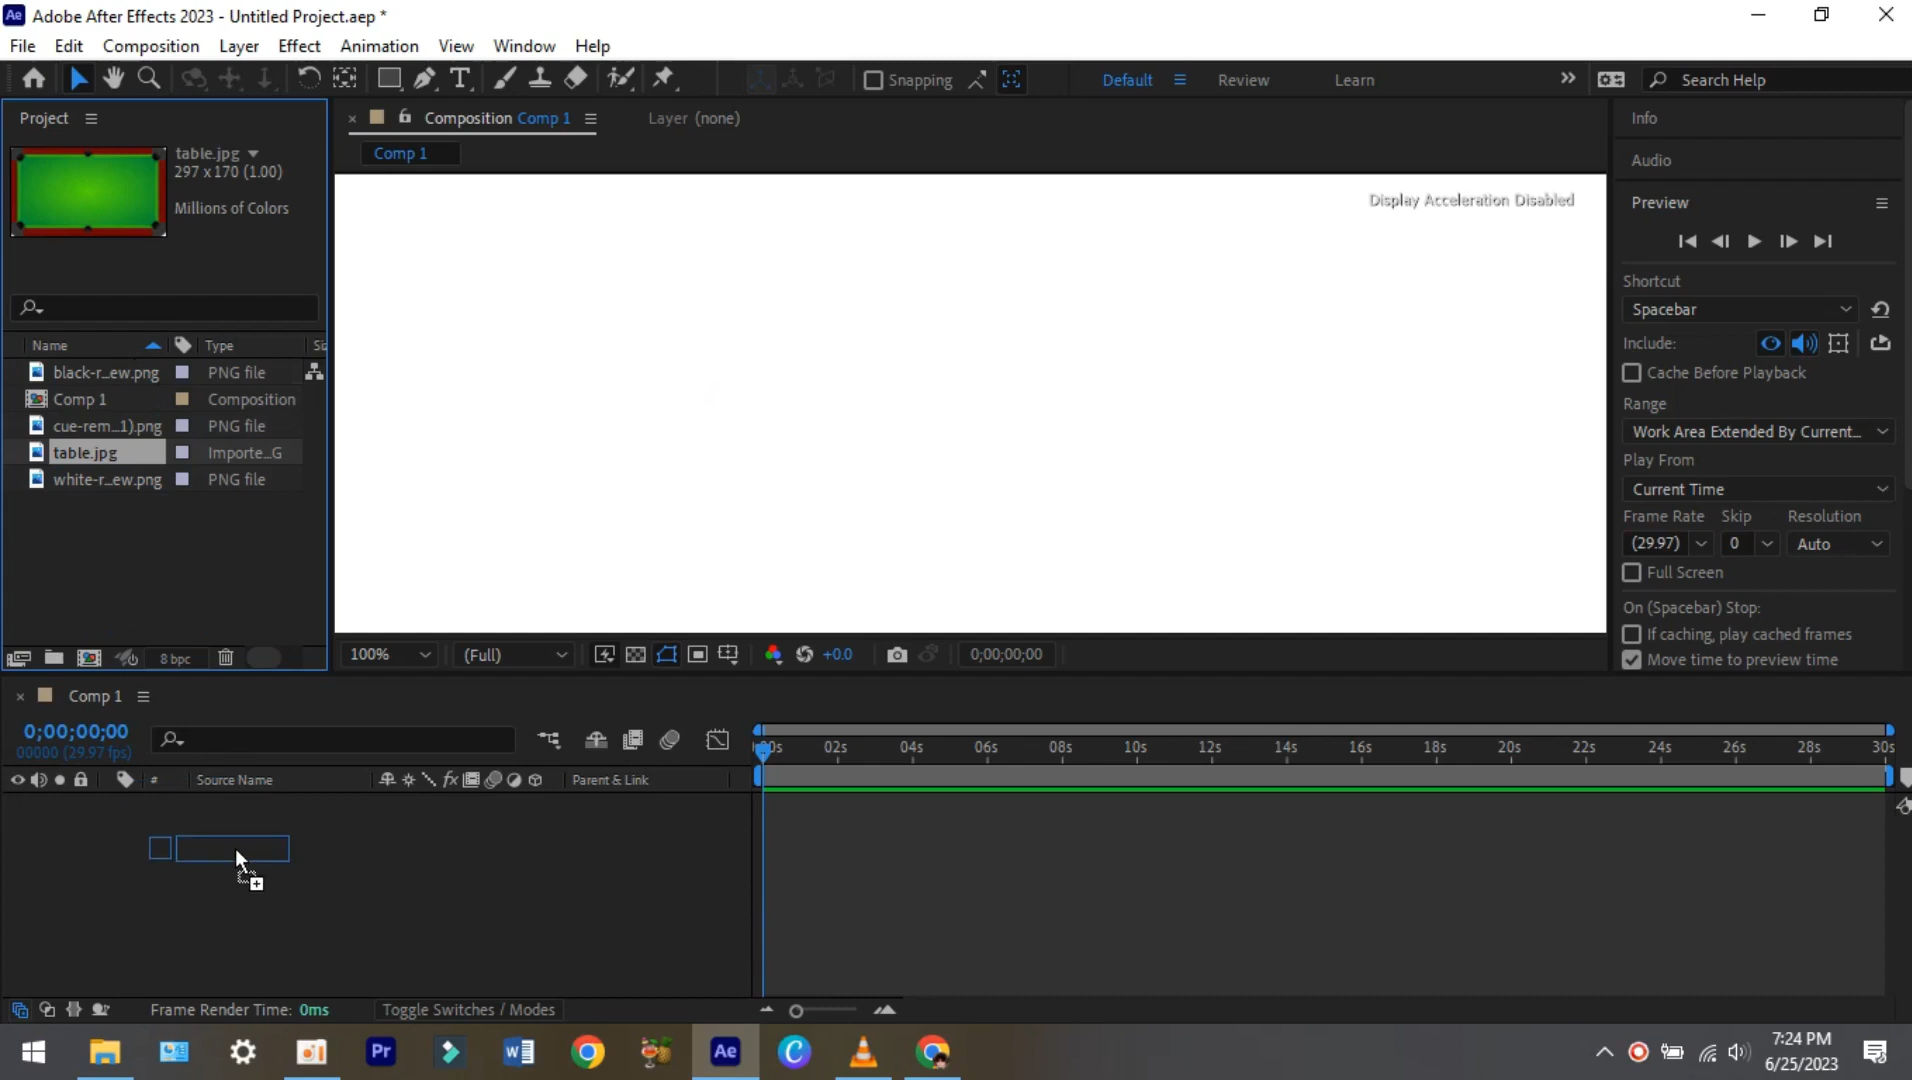 Ae Adobe After Effects 2023 - Untitled Project.aep *
File Edit Composition Layer Effect Animation View Window Help
T Snapping Default Review Learn » Search Help
Project
table.jpg
297 x 170 (1.00)
Millions of Colors
Name Type Siz
black-r...ew.png PNG file
Comp 1 Composition
cue-rem...1).png PNG file
table.jpg Importe...G
white-r...ew.png PNG file
8 bpc
× Composition Comp 1 Layer (none)
Comp 1
Display Acceleration Disabled
100% (Full) +0.0 0;00;00;00
Info
Audio
Preview
Shortcut
Spacebar
Include:
Cache Before Playback
Range
Work Area Extended By Current...
Play From
Current Time
Frame Rate Skip Resolution
(29.97) 0 Auto
Full Screen
On (Spacebar) Stop:
If caching, play cached frames
Move time to preview time
× Comp 1
0;00;00;00
00000 (29.97 fps)
02s 04s 06s 08s 10s 12s 14s 16s 18s 20s 22s 24s 26s 28s 30s
# Source Name fx Parent & Link
Frame Render Time: 0ms Toggle Switches / Modes
Pr W Ae C
7:24 PM
6/25/2023